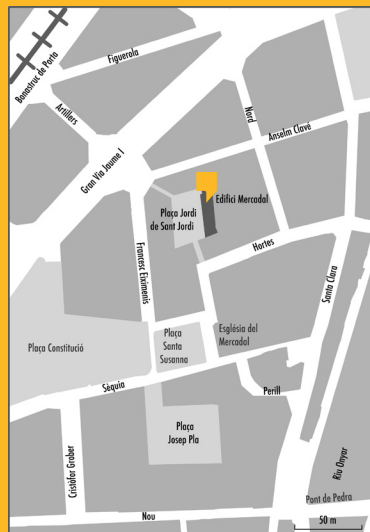 Banastruc de Porta
Figuerola
Artillers
Gran Via Jaume I
Nord
Anselm Clavé
Edifici Mercadal
Plaça Jordi
de Sant Jordi
Francesc Eiximenis
Hortes
Santa Clara
Plaça Constitució
Plaça
Santa
Susanna
Església del
Mercadal
Sèquia
Perill
Plaça
Josep Pla
Cristòfor Grober
Riu Onyar
Pont de Pedra
Nou
50 m